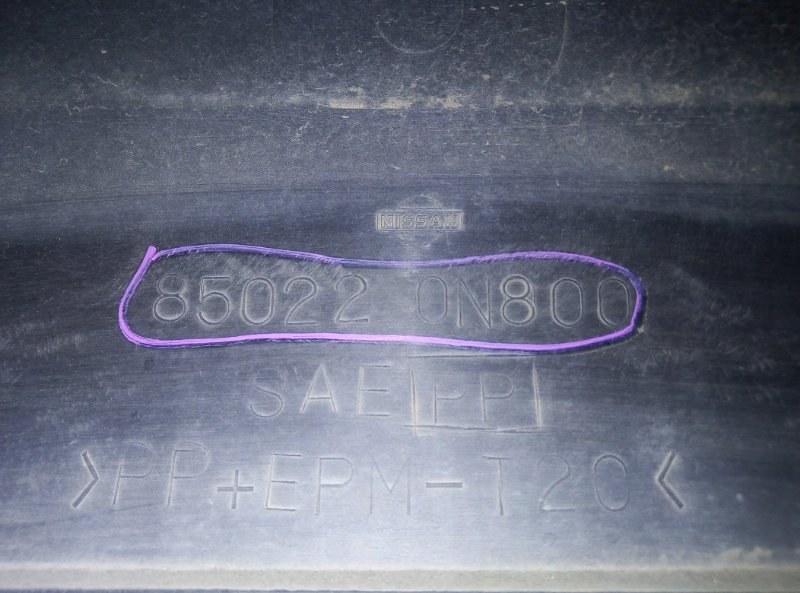 NISSAN
85022 0N800
SAE PP
>PP+EPM-T20<